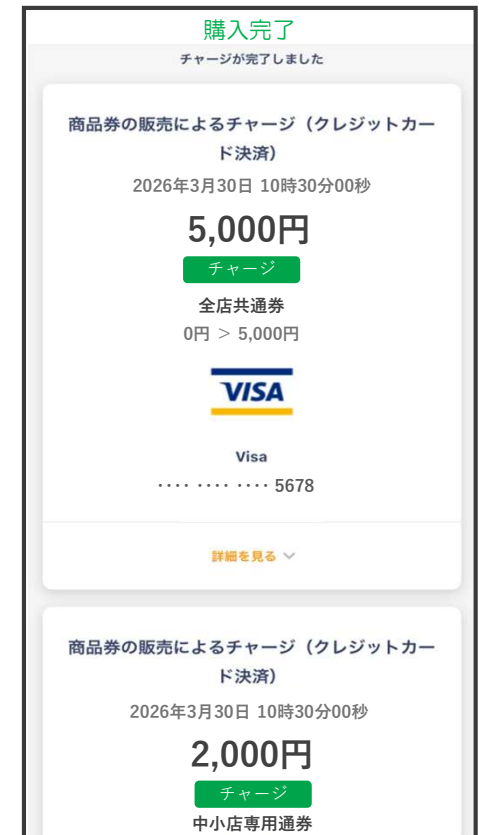 購入完了
チャージが完了しました
商品券の販売によるチャージ（クレジットカー
ド決済）
2026年3月30日 10時30分00秒
5,000円
チャージ
全店共通券
0円 ＞ 5,000円
VISA
Visa
···· ···· ···· 5678
詳細を見る
商品券の販売によるチャージ（クレジットカー
ド決済）
2026年3月30日 10時30分00秒
2,000円
チャージ
中小店専用通券